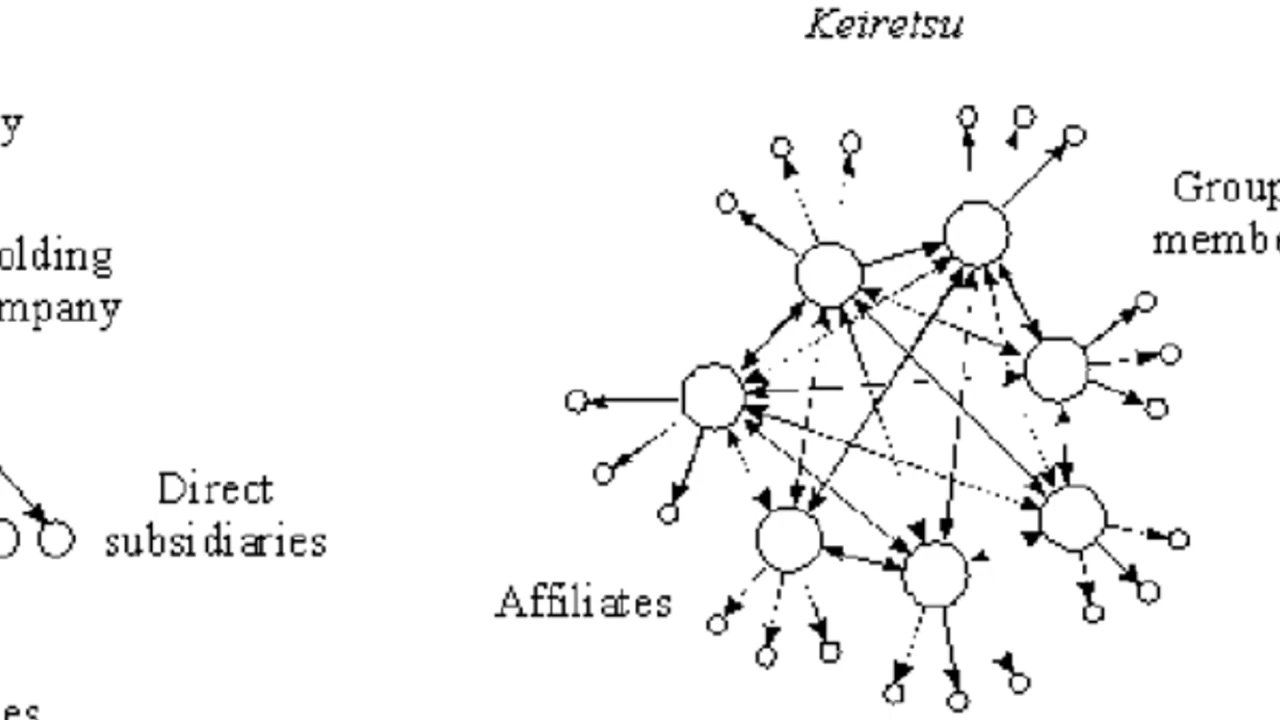 Keiretsu
y
Group
membe
olding
mpany
Direct
subsidiaries
Affiliates
es